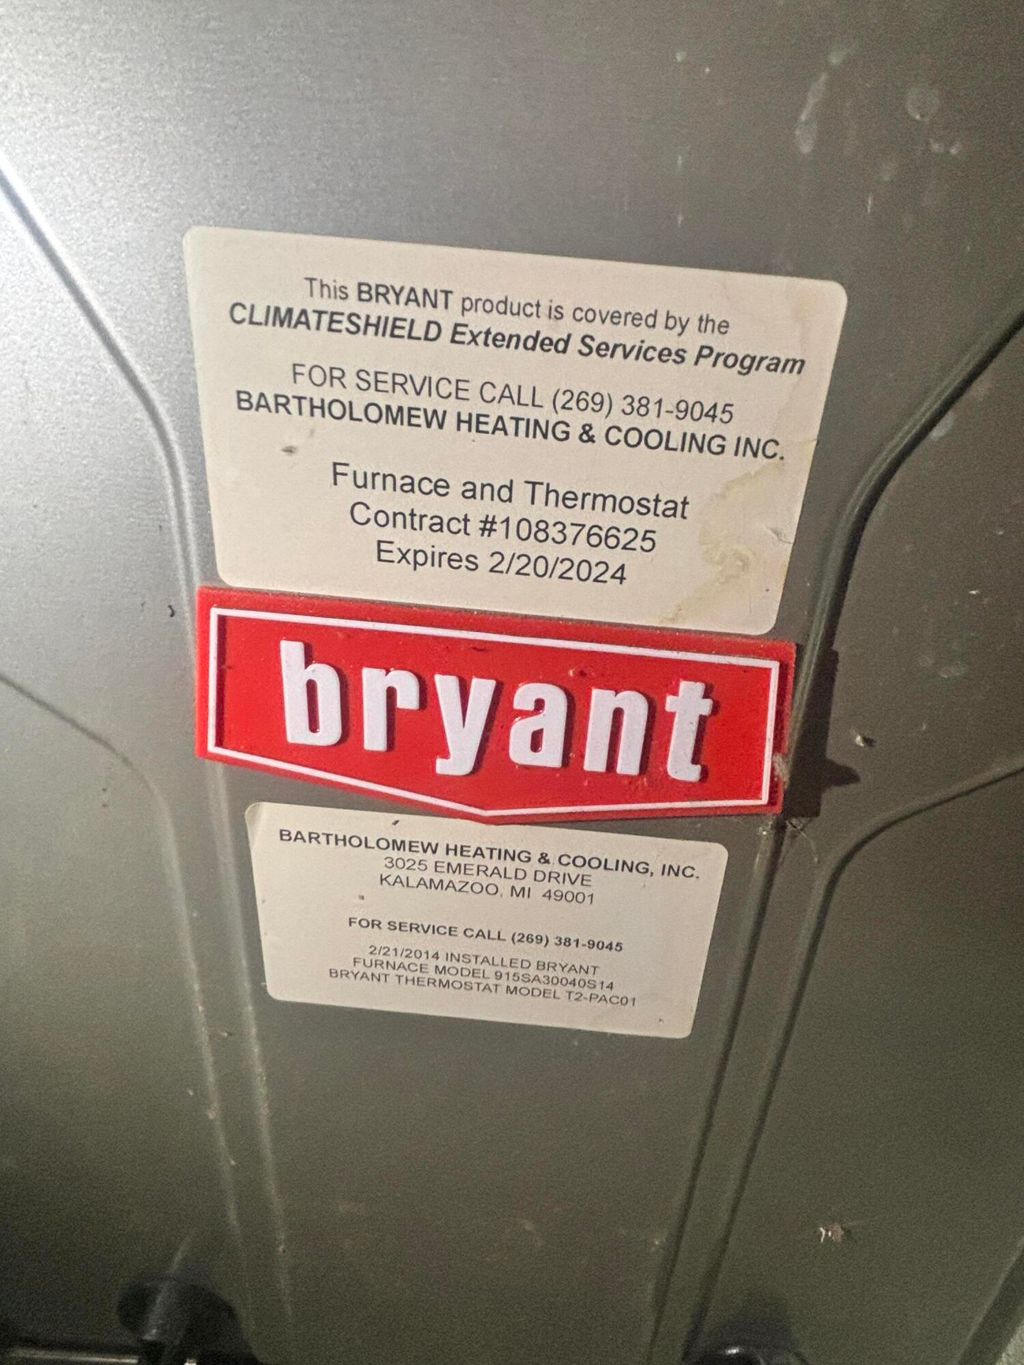 This BRYANT product is covered by the
CLIMATESHIELD Extended Services Program
FOR SERVICE CALL (269) 381-9045
BARTHOLOMEW HEATING & COOLING INC.
Furnace and Thermostat
Contract #108376625
Expires 2/20/2024
bryant
BARTHOLOMEW HEATING & COOLING, INC.
3025 EMERALD DRIVE
KALAMAZOO, MI 49001
FOR SERVICE CALL (269) 381-9045
2/21/2014 INSTALLED BRYANT
FURNACE MODEL 915SA30040S14
BRYANT THERMOSTAT MODEL T2-PAC01